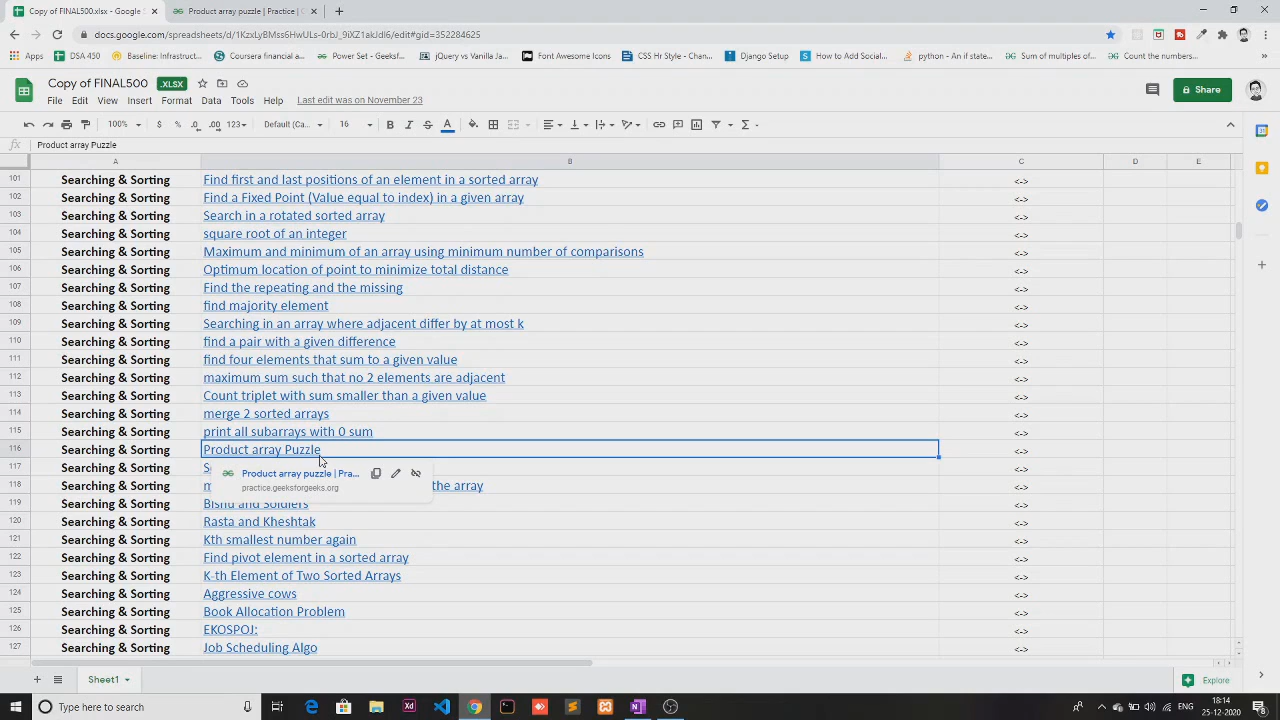 Copy of FINAL500.xlsx - Google S
Product array puzzle | Practice | G
docs.google.com/spreadsheets/d/1KzxLyBMss6HwULs-0rbJ_9iXZ1akJdl6/edit#gid=352284625
Apps
DSA 450
Coursera financial a...
Power Set - Geeksf...
jQuery vs Vanilla Ja...
Font Awesome Icons
CSS Hr Style - Chan...
Django Setup
How to Add Social...
python - An if stat...
Sum of multiples of...
Count the numbers...
Copy of FINAL500
.XLSX
File Edit View Insert Format Data Tools Help Last edit was on November 23
Share
100% $ % .0 .00 123 Default (Ca... 16
fx Product array Puzzle
A B C D E
101 Searching & Sorting Find first and last positions of an element in a sorted array <->
102 Searching & Sorting Find a Fixed Point (Value equal to index) in a given array <->
103 Searching & Sorting Search in a rotated sorted array <->
104 Searching & Sorting square root of an integer <->
105 Searching & Sorting Maximum and minimum of an array using minimum number of comparisons <->
106 Searching & Sorting Optimum location of point to minimize total distance <->
107 Searching & Sorting Find the repeating and the missing <->
108 Searching & Sorting find majority element <->
109 Searching & Sorting Searching in an array where adjacent differ by at most k <->
110 Searching & Sorting find a pair with a given difference <->
111 Searching & Sorting find four elements that sum to a given value <->
112 Searching & Sorting maximum sum such that no 2 elements are adjacent <->
113 Searching & Sorting Count triplet with sum smaller than a given value <->
114 Searching & Sorting merge 2 sorted arrays <->
115 Searching & Sorting print all subarrays with 0 sum <->
116 Searching & Sorting Product array Puzzle <->
117 Searching & Sorting <->
Product array puzzle | Pra...
practice.geeksforgeeks.org
118 Searching & Sorting the array <->
119 Searching & Sorting Bishu and Soldiers <->
120 Searching & Sorting Rasta and Kheshtak <->
121 Searching & Sorting Kth smallest number again <->
122 Searching & Sorting Find pivot element in a sorted array <->
123 Searching & Sorting K-th Element of Two Sorted Arrays <->
124 Searching & Sorting Aggressive cows <->
125 Searching & Sorting Book Allocation Problem <->
126 Searching & Sorting EKOSPOJ: <->
127 Searching & Sorting Job Scheduling Algo <->
Sheet1
Explore
Type here to search
18:14
25-12-2020